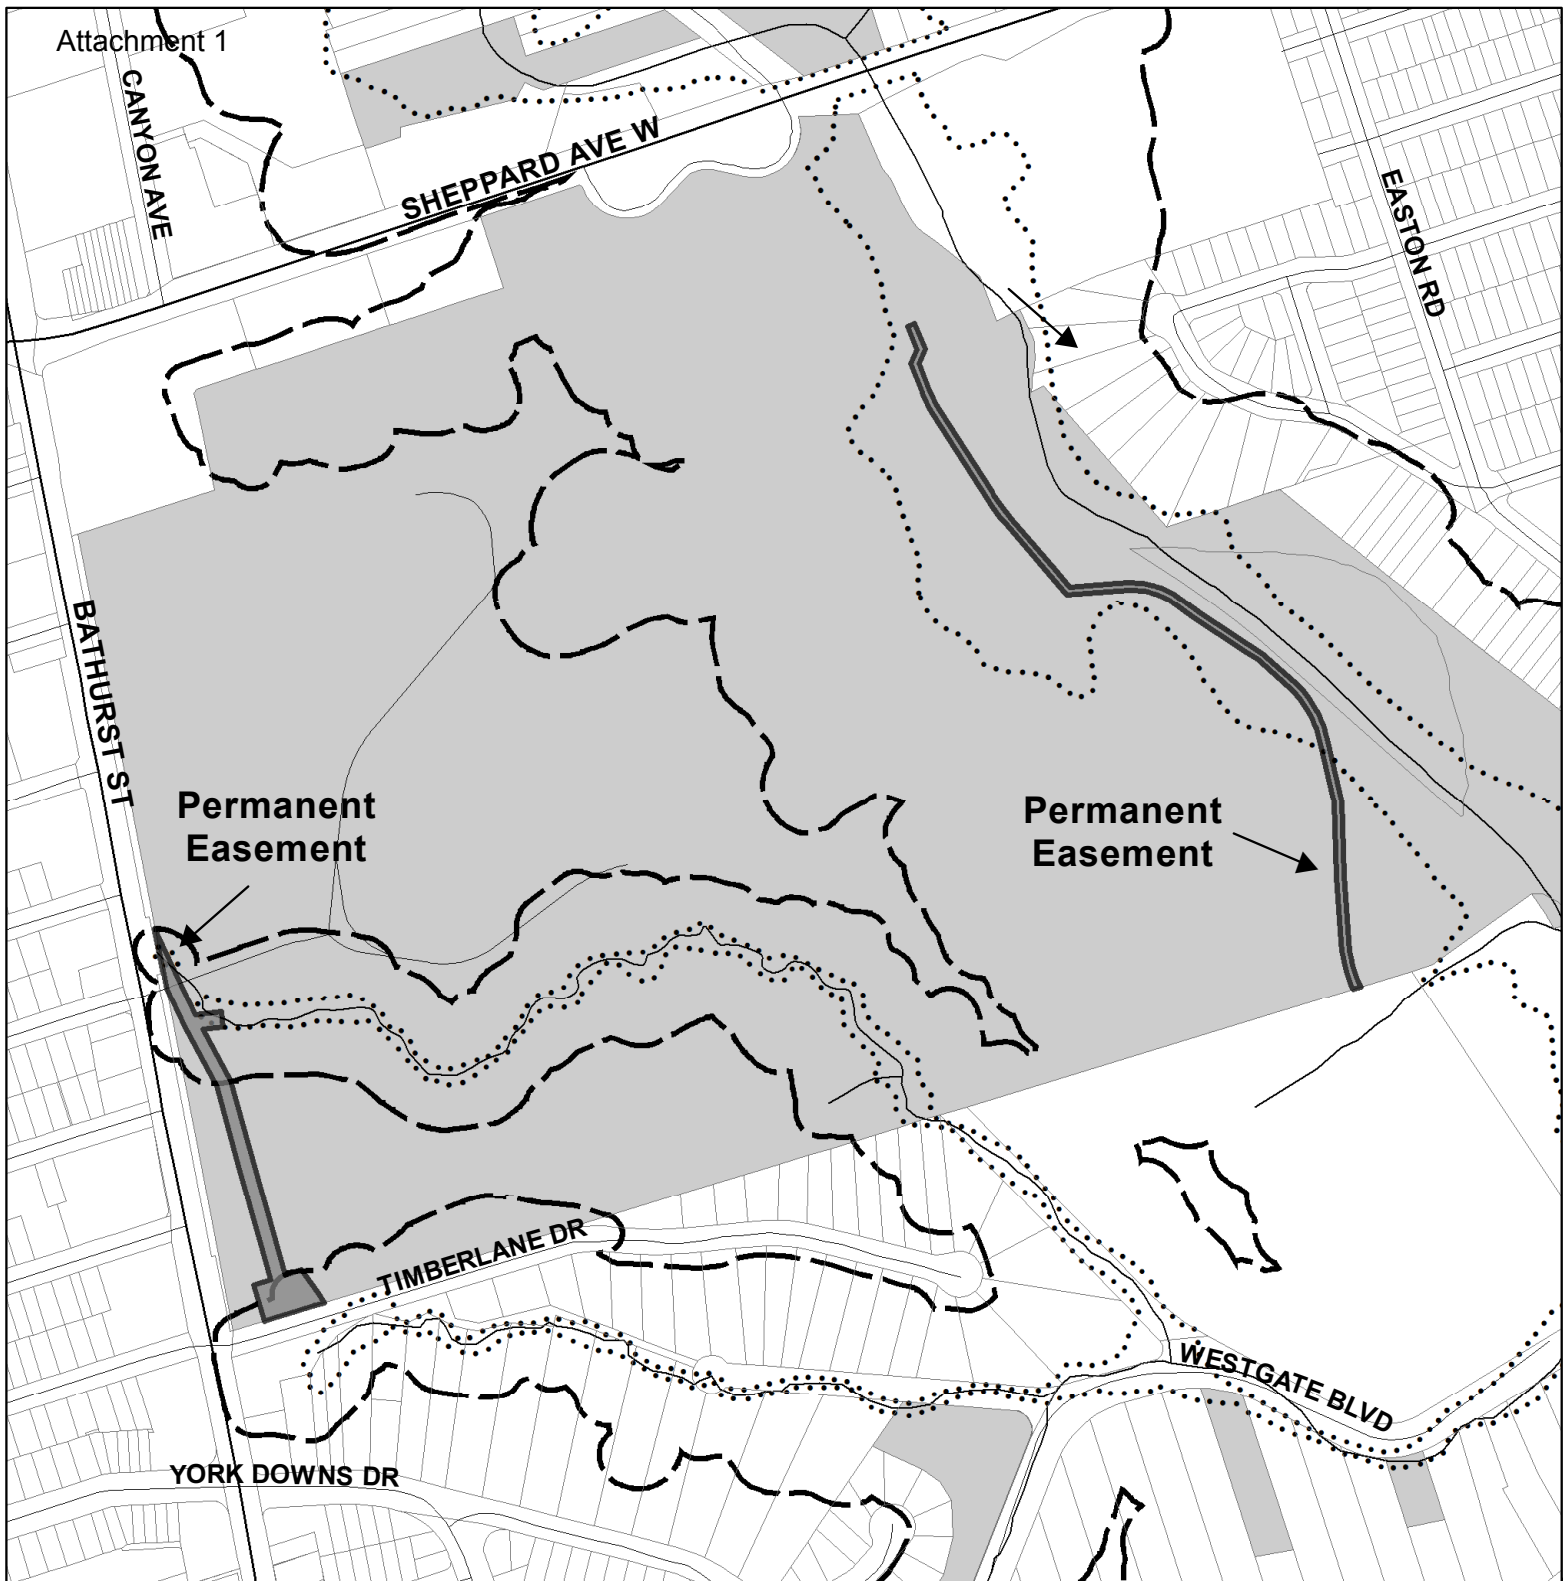 Attachment 1
CANYON AVE
SHEPPARD AVE W
EASTON RD
BATHURST ST
Permanent
Easement
Permanent
Easement
TIMBERLANE DR
WESTGATE BLVD
YORK DOWNS DR